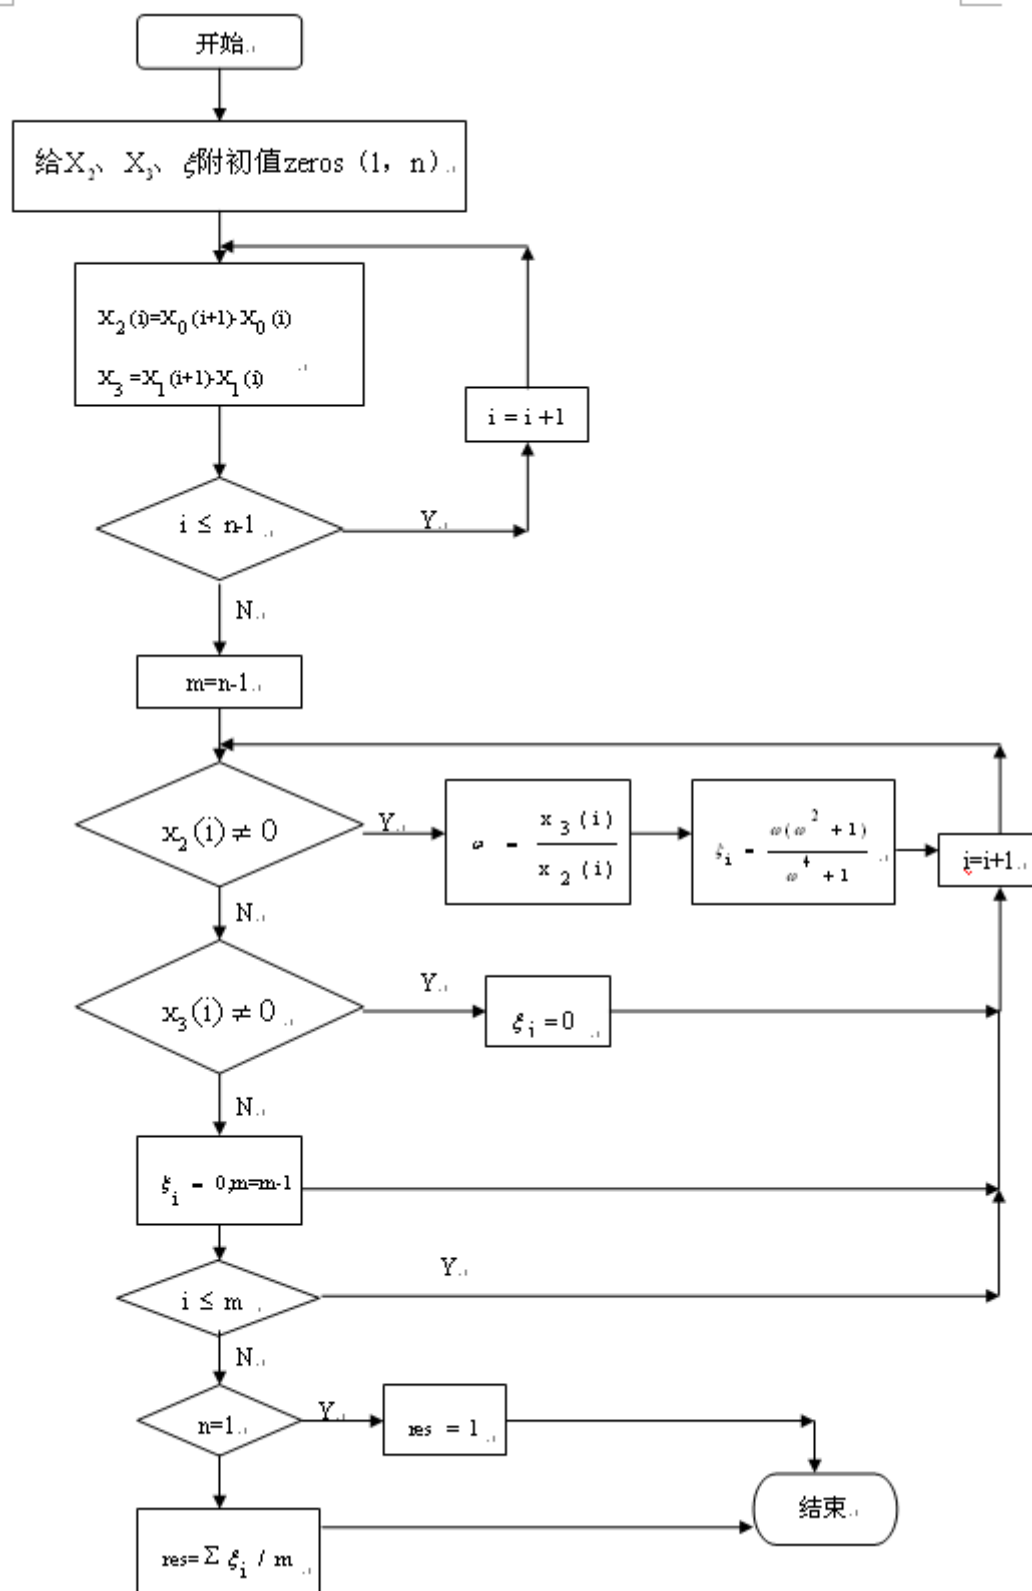 开始
给X₂、X₃、ξ附初值zeros（1，n）
X₂(i)=X₀(i+1)-X₀(i)
X₃=X₁(i+1)-X₁(i)
i = i +1
i ≤ n-1
Y
N
m=n-1
x₂(i)≠0
Y
ω = x₃(i) / x₂(i)
ξᵢ = ω(ω² +1) / ω⁴ +1
i=i+1
N
x₃(i)≠0
Y
ξᵢ=0
N
ξᵢ = 0,m=m-1
i ≤ m
Y
N
n=1
Y
res = 1
结束
res=Σ ξᵢ / m